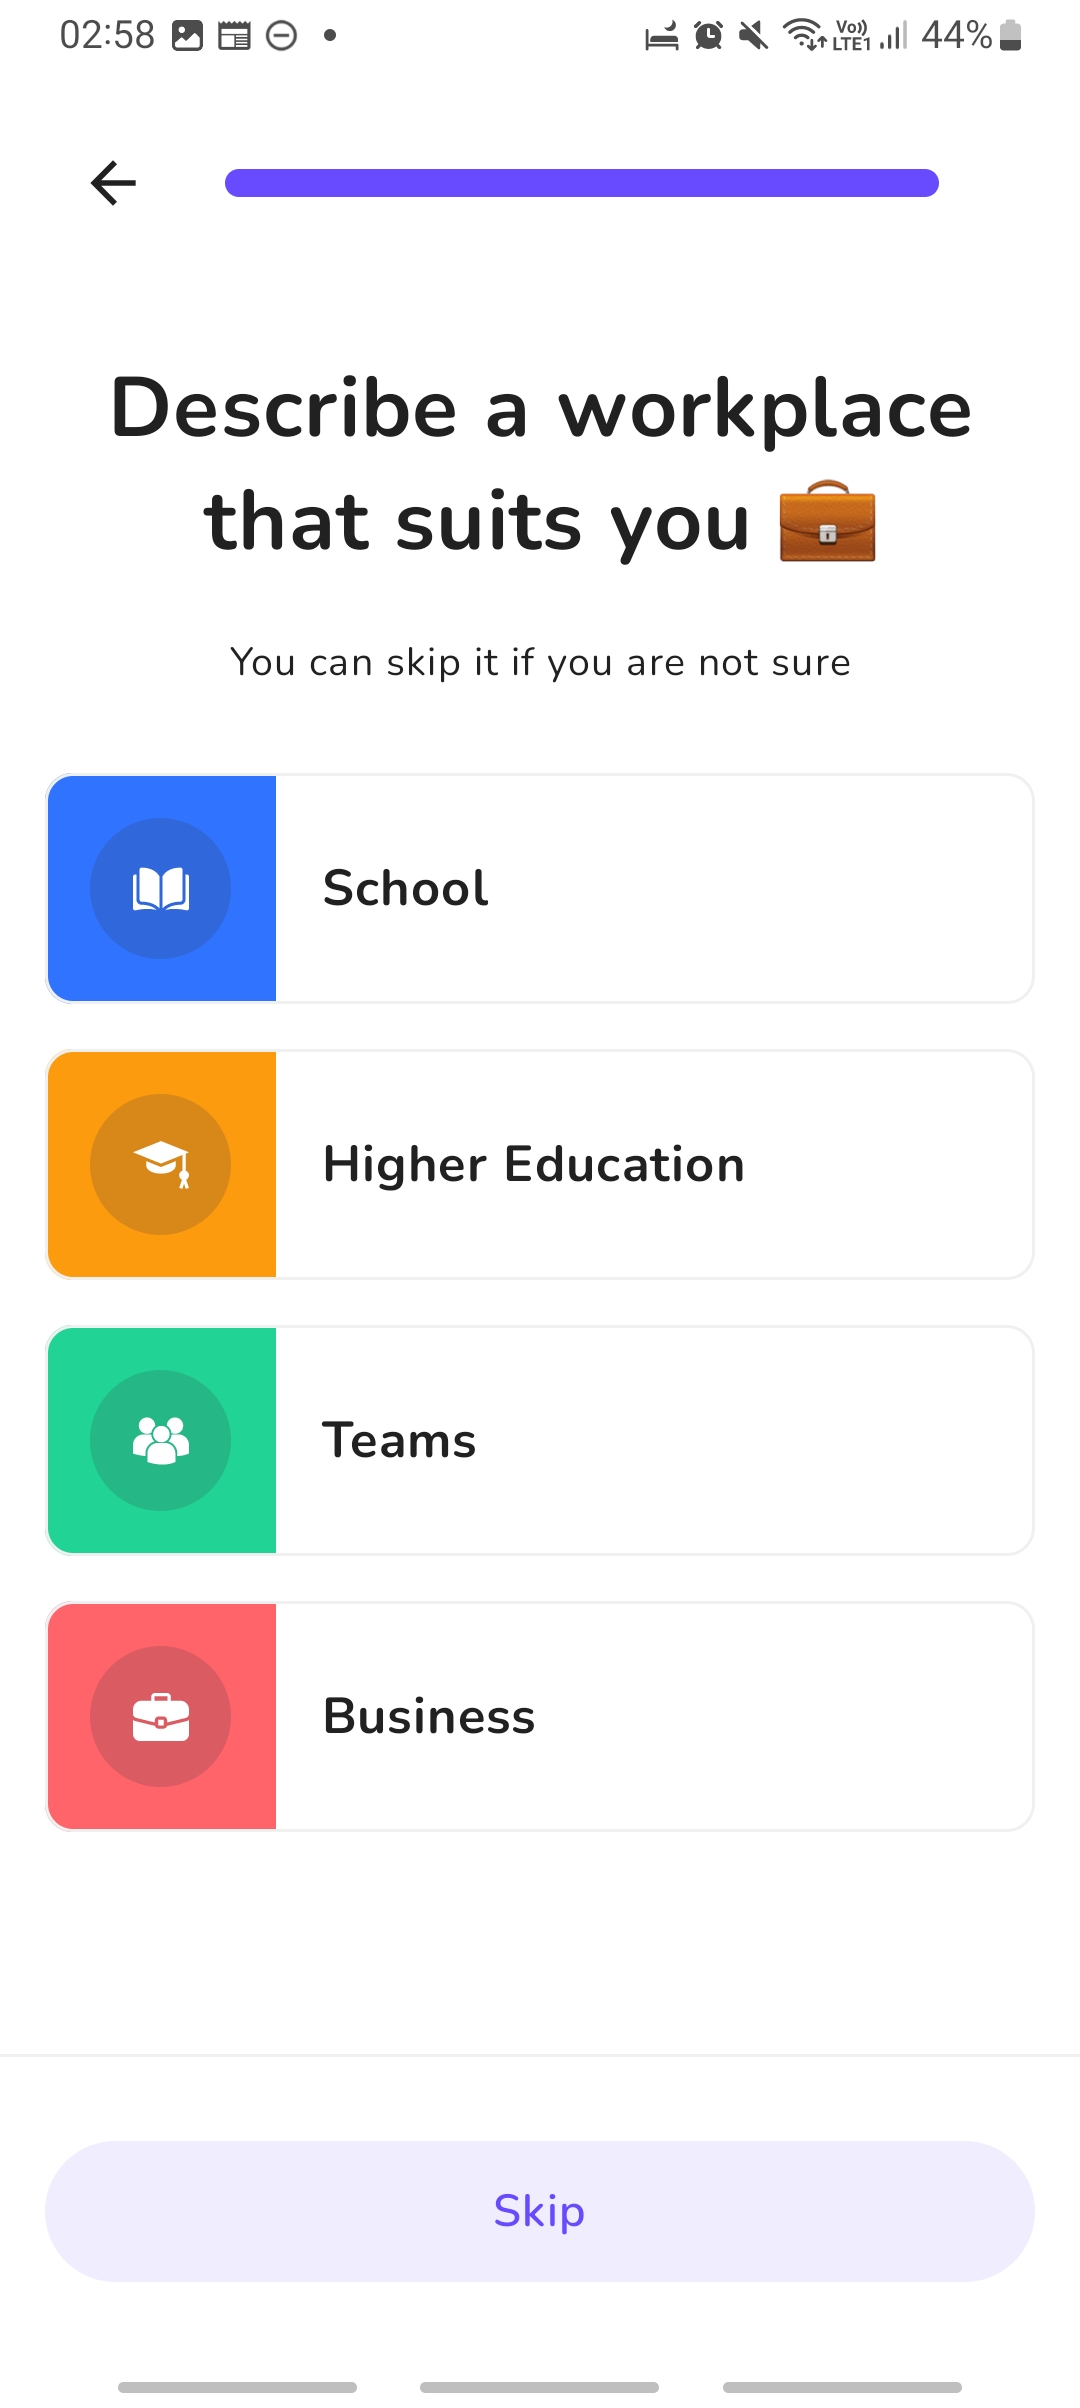 02:58
Vo)) LTE1 44%
Describe a workplace
that suits you
You can skip it if you are not sure
School
Higher Education
Teams
Business
Skip